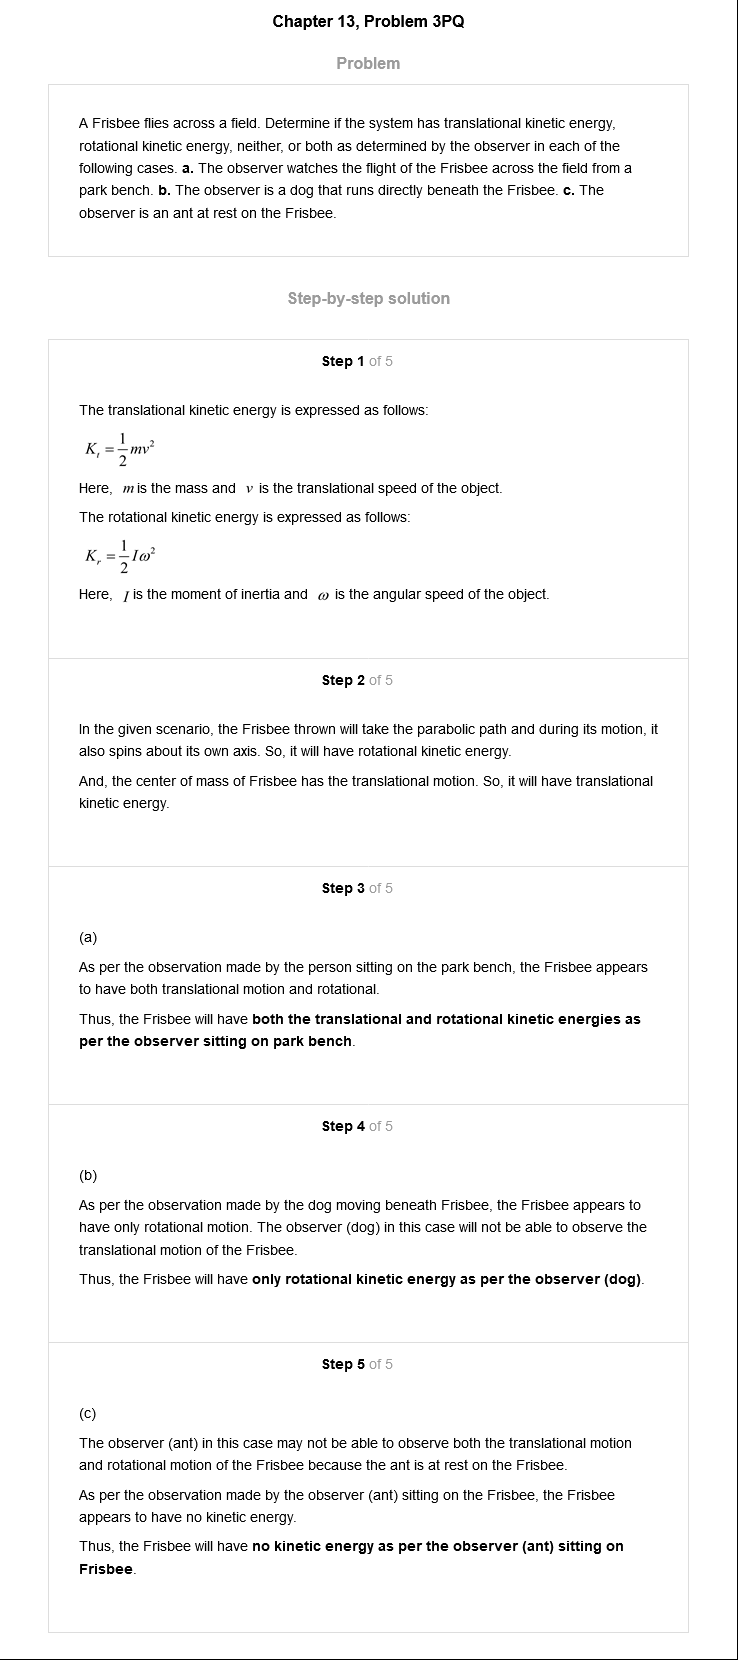 Chapter 13, Problem 3PQ
Problem
A Frisbee flies across a field. Determine if the system has translational kinetic energy,
rotational kinetic energy, neither, or both as determined by the observer in each of the
following cases. a. The observer watches the flight of the Frisbee across the field from a
park bench. b. The observer is a dog that runs directly beneath the Frisbee. c. The
observer is an ant at rest on the Frisbee.
Step-by-step solution
Step 1 of 5
The translational kinetic energy is expressed as follows:
K_t = 1/2 mv²
Here, m is the mass and v is the translational speed of the object.
The rotational kinetic energy is expressed as follows:
K_r = 1/2 Iω²
Here, I is the moment of inertia and ω is the angular speed of the object.
Step 2 of 5
In the given scenario, the Frisbee thrown will take the parabolic path and during its motion, it
also spins about its own axis. So, it will have rotational kinetic energy.
And, the center of mass of Frisbee has the translational motion. So, it will have translational
kinetic energy.
Step 3 of 5
(a)
As per the observation made by the person sitting on the park bench, the Frisbee appears
to have both translational motion and rotational.
Thus, the Frisbee will have both the translational and rotational kinetic energies as
per the observer sitting on park bench.
Step 4 of 5
(b)
As per the observation made by the dog moving beneath Frisbee, the Frisbee appears to
have only rotational motion. The observer (dog) in this case will not be able to observe the
translational motion of the Frisbee.
Thus, the Frisbee will have only rotational kinetic energy as per the observer (dog).
Step 5 of 5
(c)
The observer (ant) in this case may not be able to observe both the translational motion
and rotational motion of the Frisbee because the ant is at rest on the Frisbee.
As per the observation made by the observer (ant) sitting on the Frisbee, the Frisbee
appears to have no kinetic energy.
Thus, the Frisbee will have no kinetic energy as per the observer (ant) sitting on
Frisbee.